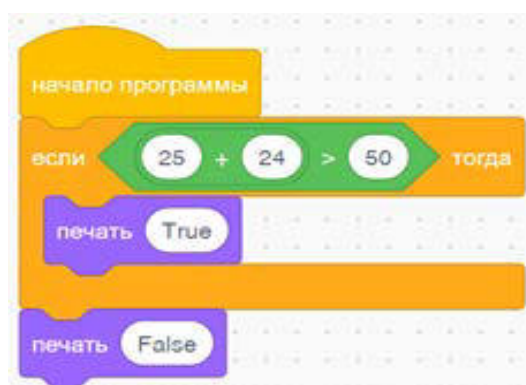 начало программы
если 25 + 24 > 50 тогда
печать True
печать False